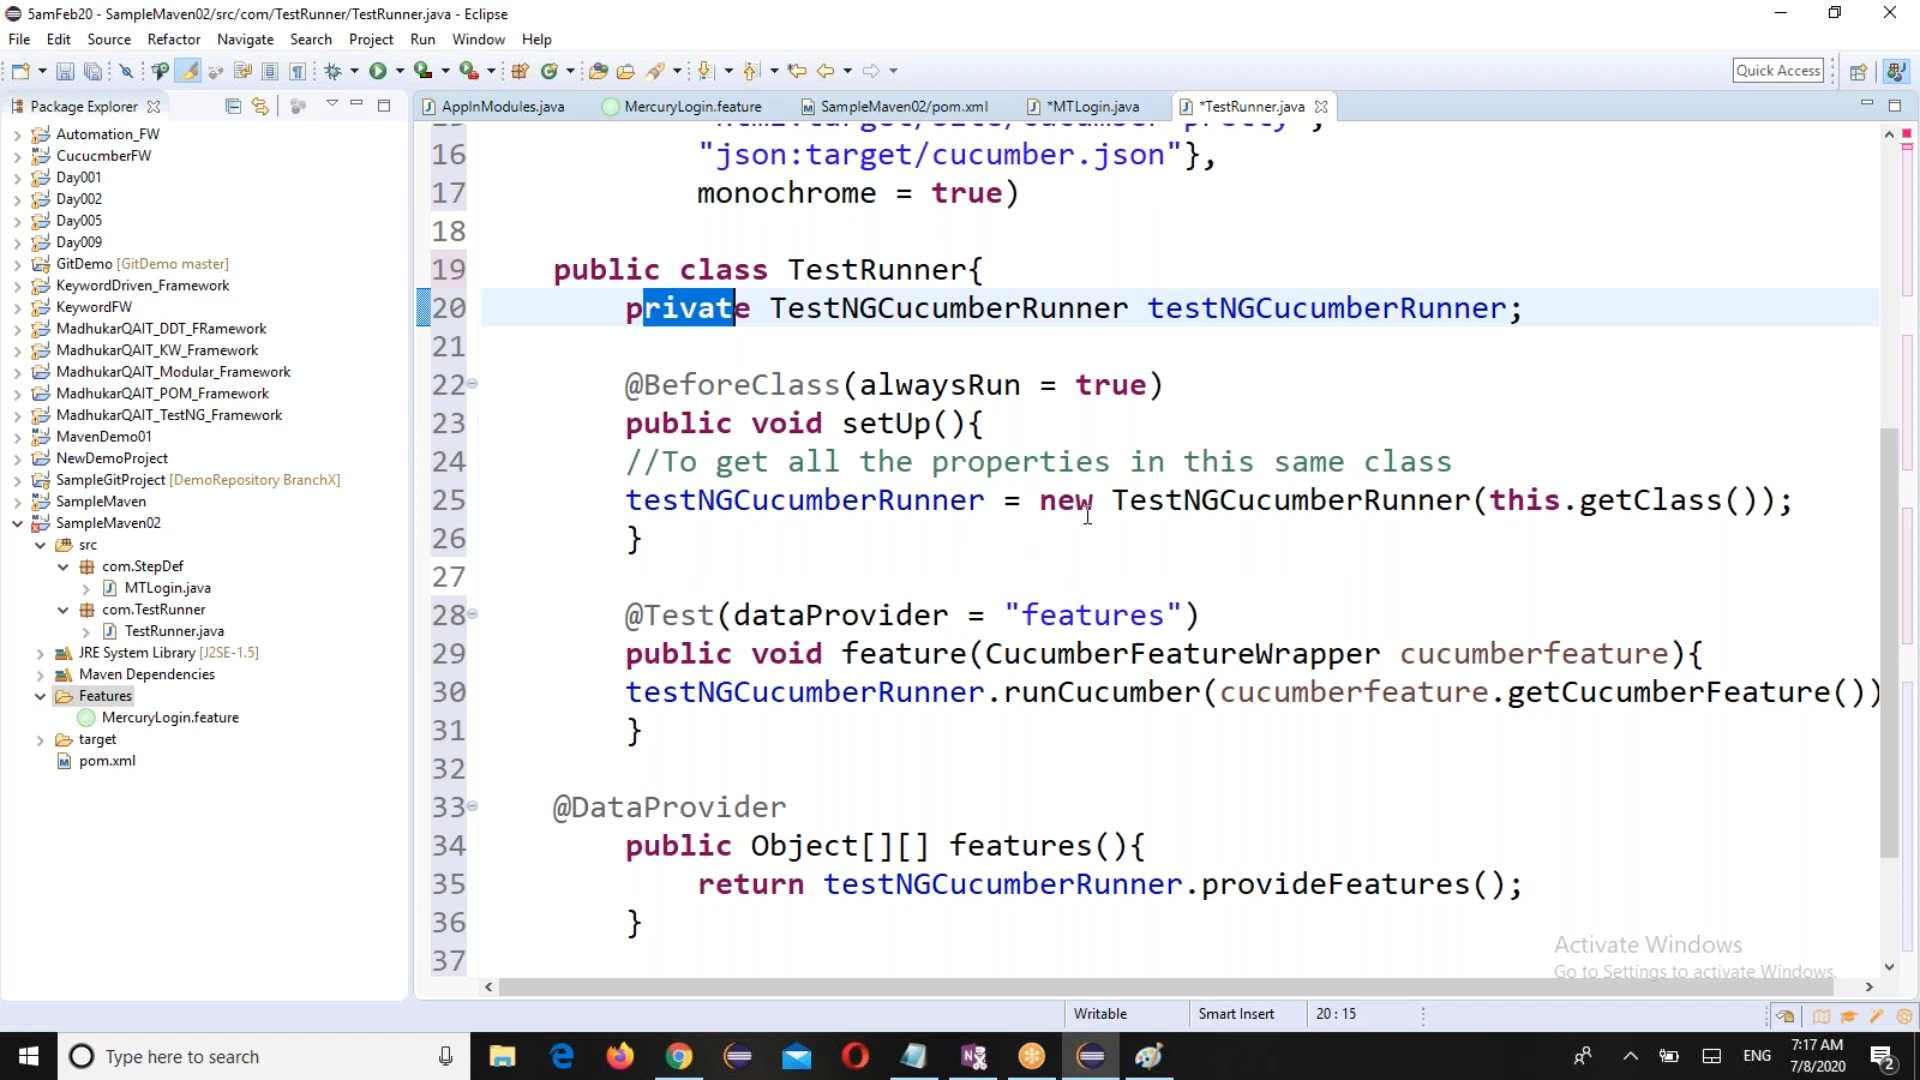 5amFeb20 - SampleMaven02/src/com/TestRunner/TestRunner.java - Eclipse
File Edit Source Refactor Navigate Search Project Run Window Help
Quick Access
Package Explorer
AppInModules.java MercuryLogin.feature SampleMaven02/pom.xml *MTLogin.java *TestRunner.java
Automation_FW
CucucmberFW
Day001
Day002
Day005
Day009
GitDemo [GitDemo master]
KeywordDriven_Framework
KeywordFW
MadhukarQAIT_DDT_FRamework
MadhukarQAIT_KW_Framework
MadhukarQAIT_Modular_Framework
MadhukarQAIT_POM_Framework
MadhukarQAIT_TestNG_Framework
MavenDemo01
NewDemoProject
SampleGitProject [DemoRepository BranchX]
SampleMaven
SampleMaven02
src
com.StepDef
MTLogin.java
com.TestRunner
TestRunner.java
JRE System Library [J2SE-1.5]
Maven Dependencies
Features
MercuryLogin.feature
target
pom.xml
16 "json:target/cucumber.json"},
17 monochrome = true)
18
19 public class TestRunner{
20 private TestNGCucumberRunner testNGCucumberRunner;
21
22 @BeforeClass(alwaysRun = true)
23 public void setUp(){
24 //To get all the properties in this same class
25 testNGCucumberRunner = new TestNGCucumberRunner(this.getClass());
26 }
27
28 @Test(dataProvider = "features")
29 public void feature(CucumberFeatureWrapper cucumberfeature){
30 testNGCucumberRunner.runCucumber(cucumberfeature.getCucumberFeature())
31 }
32
33 @DataProvider
34 public Object[][] features(){
35 return testNGCucumberRunner.provideFeatures();
36 }
37
Activate Windows
Go to Settings to activate Windows.
Writable Smart Insert 20 : 15
Type here to search
ENG
7:17 AM
7/8/2020
2